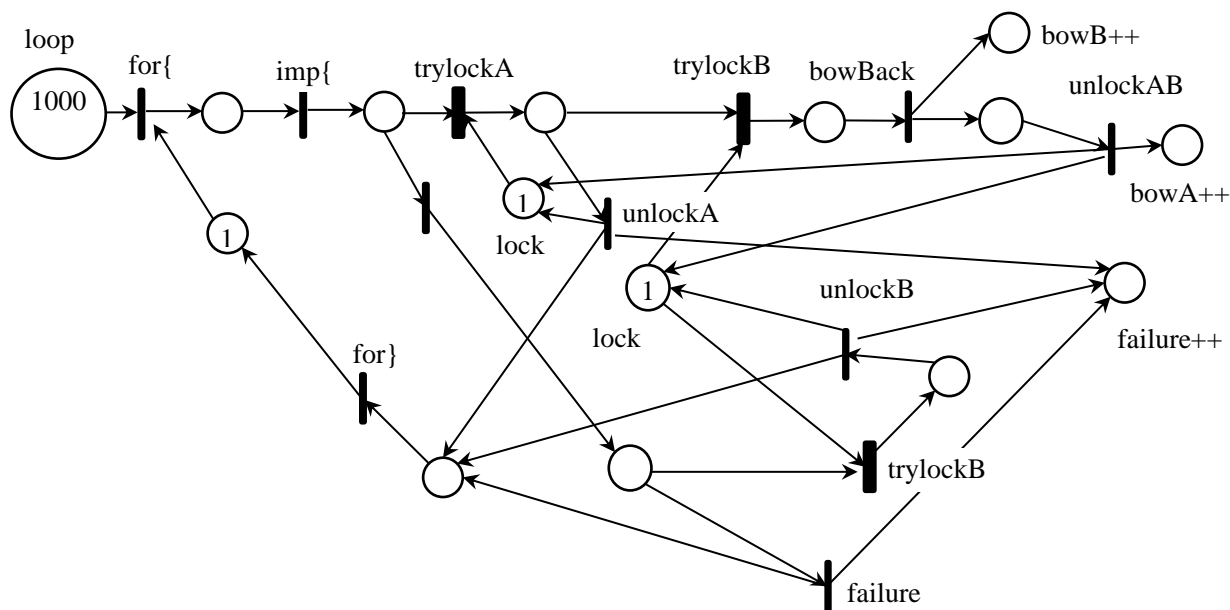 loop
for{
imp{
trylockA
trylockB
bowBack
bowB++
unlockAB
1000
1
lock
unlockA
bowA++
1
1
lock
unlockB
failure++
for}
trylockB
failure